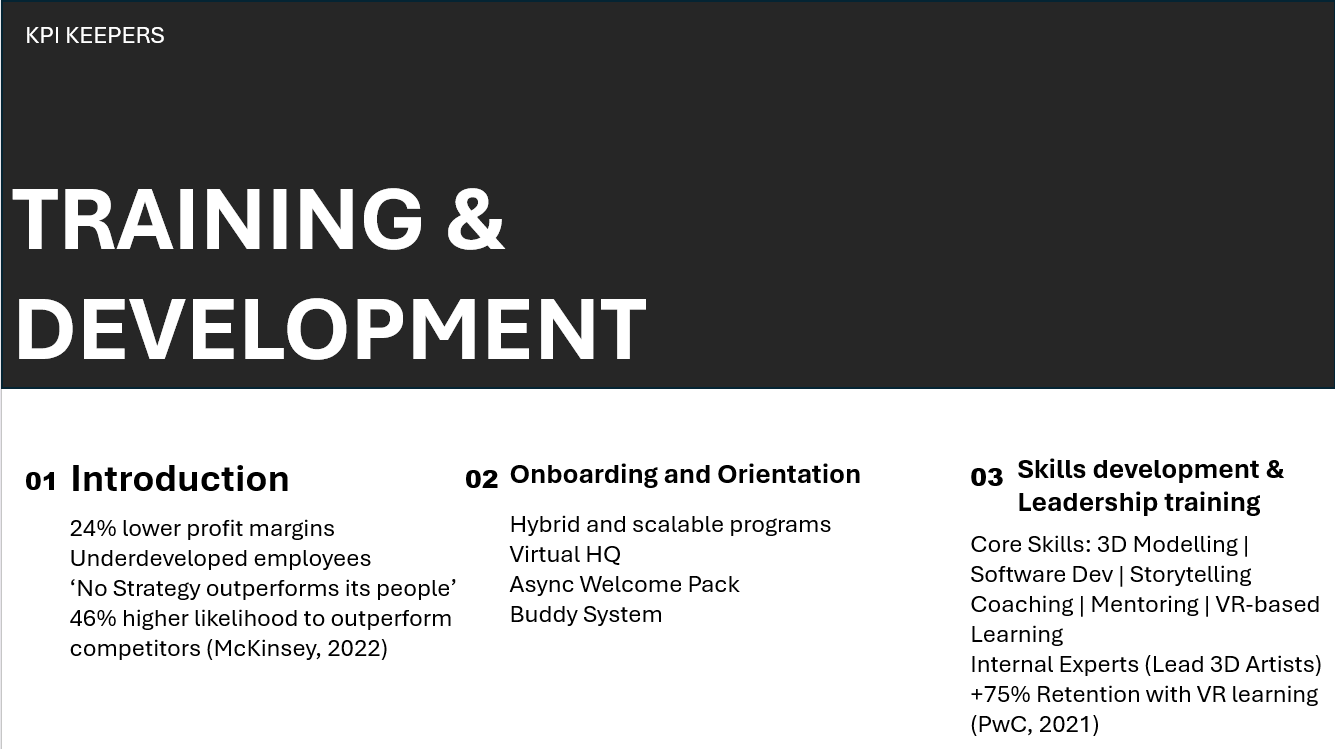 KPI KEEPERS
TRAINING &
DEVELOPMENT
01 Introduction
24% lower profit margins
Underdeveloped employees
‘No Strategy outperforms its people’
46% higher likelihood to outperform
competitors (McKinsey, 2022)
02 Onboarding and Orientation
Hybrid and scalable programs
Virtual HQ
Async Welcome Pack
Buddy System
03 Skills development &
Leadership training
Core Skills: 3D Modelling |
Software Dev | Storytelling
Coaching | Mentoring | VR-based
Learning
Internal Experts (Lead 3D Artists)
+75% Retention with VR learning
(PwC, 2021)